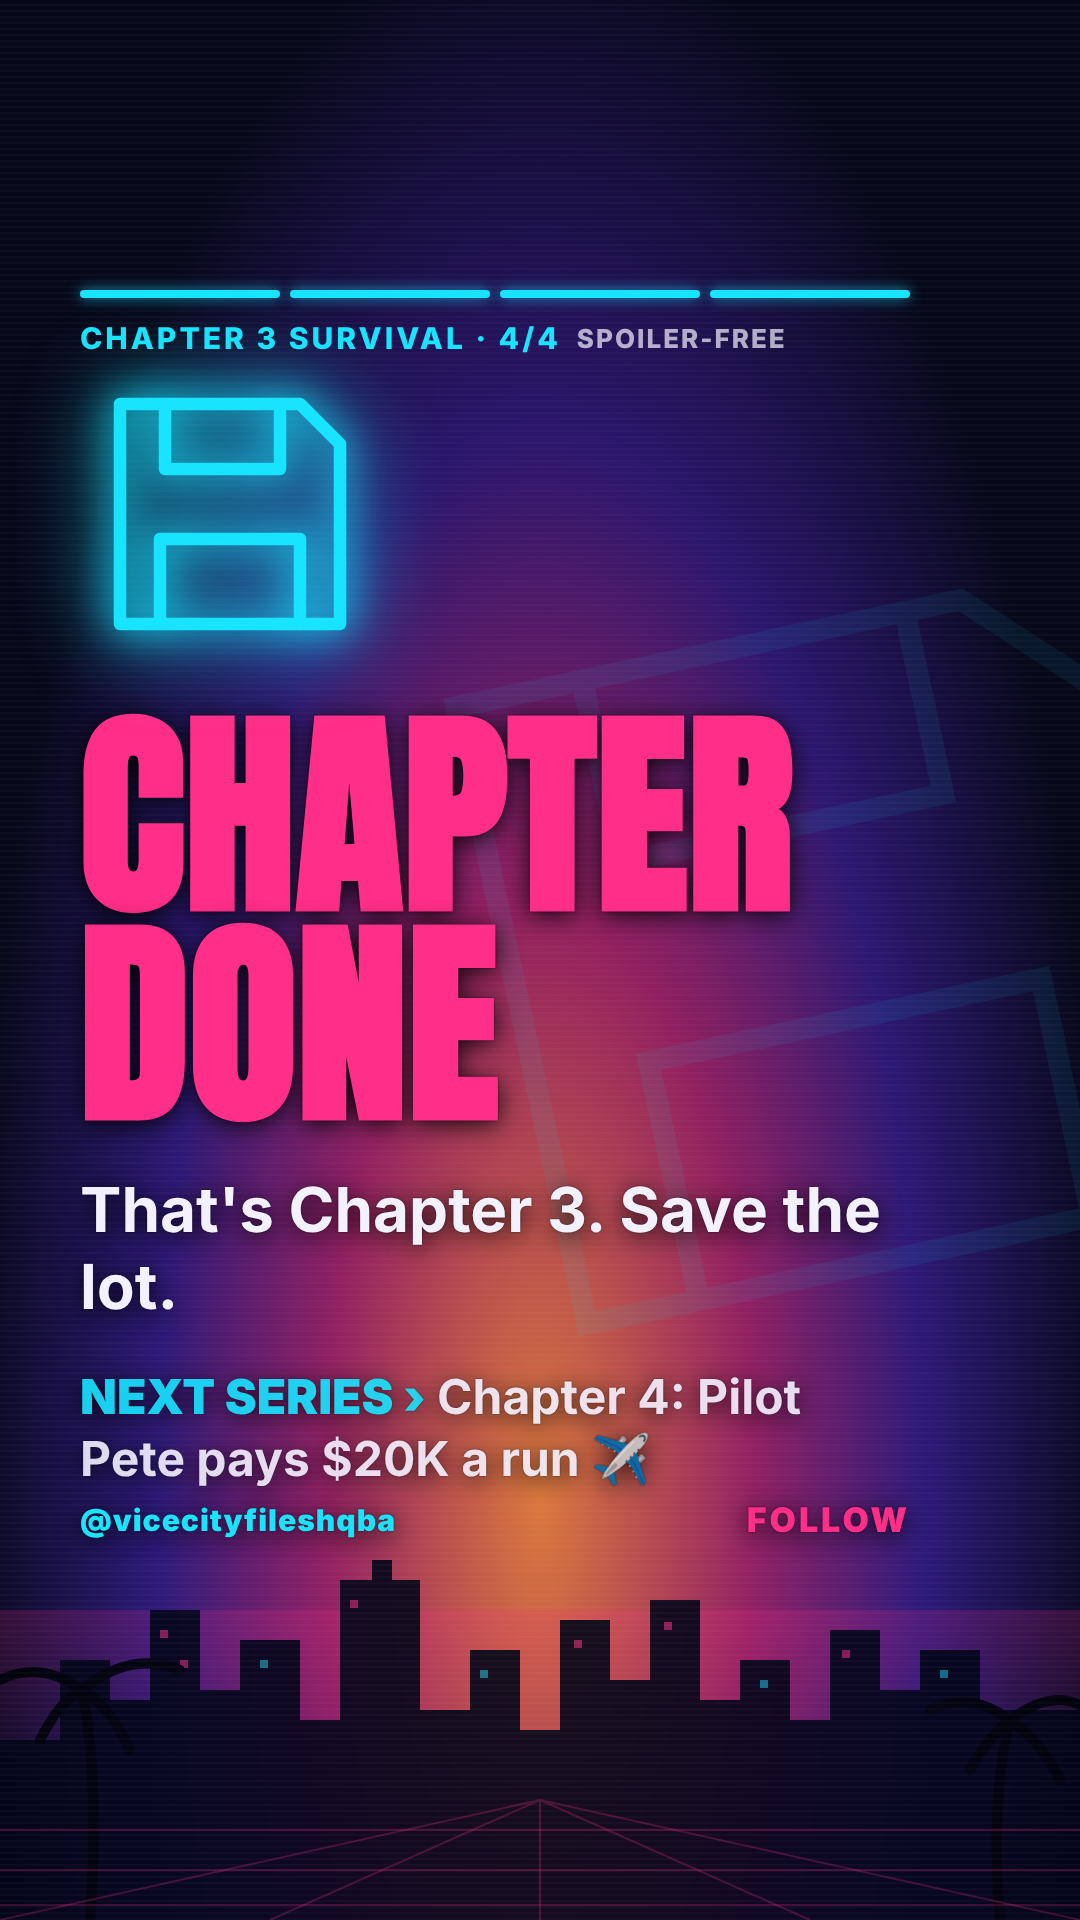 CHAPTER 3 SURVIVAL · 4/4 SPOILER-FREE
CHAPTER
DONE
That's Chapter 3. Save the
lot.
NEXT SERIES › Chapter 4: Pilot
Pete pays $20K a run ✈️
@vicecityfileshqba FOLLOW